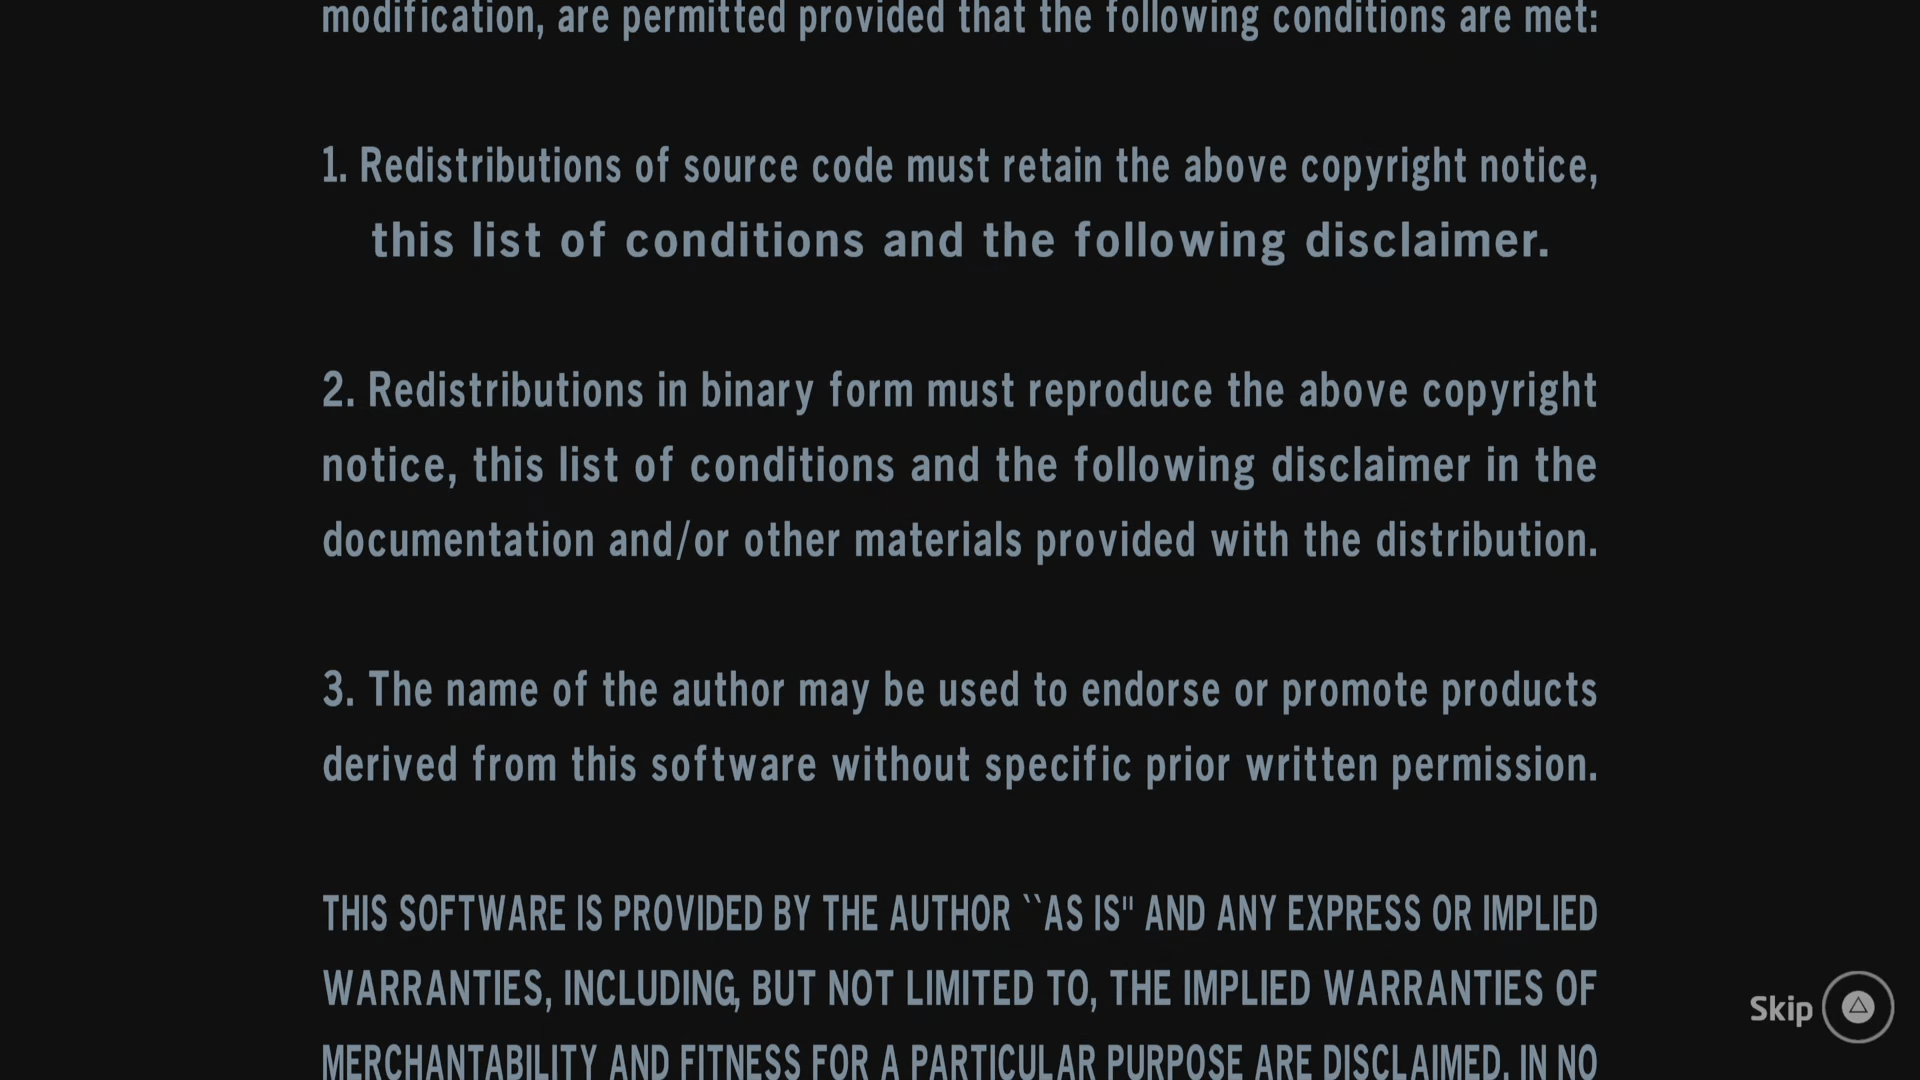 modification, are permitted provided that the following conditions are met:
1. Redistributions of source code must retain the above copyright notice,
this list of conditions and the following disclaimer.
2. Redistributions in binary form must reproduce the above copyright
notice, this list of conditions and the following disclaimer in the
documentation and/or other materials provided with the distribution.
3. The name of the author may be used to endorse or promote products
derived from this software without specific prior written permission.
THIS SOFTWARE IS PROVIDED BY THE AUTHOR ``AS IS'' AND ANY EXPRESS OR IMPLIED
WARRANTIES, INCLUDING, BUT NOT LIMITED TO, THE IMPLIED WARRANTIES OF
Skip
MERCHANTABILITY AND FITNESS FOR A PARTICULAR PURPOSE ARE DISCLAIMED. IN NO